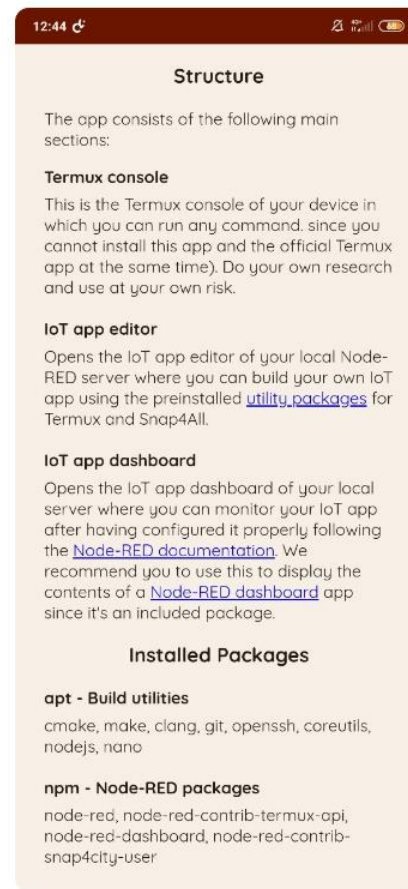 12:44
4G+
68
Structure
The app consists of the following main
sections:
Termux console
This is the Termux console of your device in
which you can run any command. since you
cannot install this app and the official Termux
app at the same time). Do your own research
and use at your own risk.
IoT app editor
Opens the IoT app editor of your local Node-
RED server where you can build your own IoT
app using the preinstalled utility packages for
Termux and Snap4All.
IoT app dashboard
Opens the IoT app dashboard of your local
server where you can monitor your IoT app
after having configured it properly following
the Node-RED documentation. We
recommend you to use this to display the
contents of a Node-RED dashboard app
since it's an included package.
Installed Packages
apt - Build utilities
cmake, make, clang, git, openssh, coreutils,
nodejs, nano
npm - Node-RED packages
node-red, node-red-contrib-termux-api,
node-red-dashboard, node-red-contrib-
snap4city-user